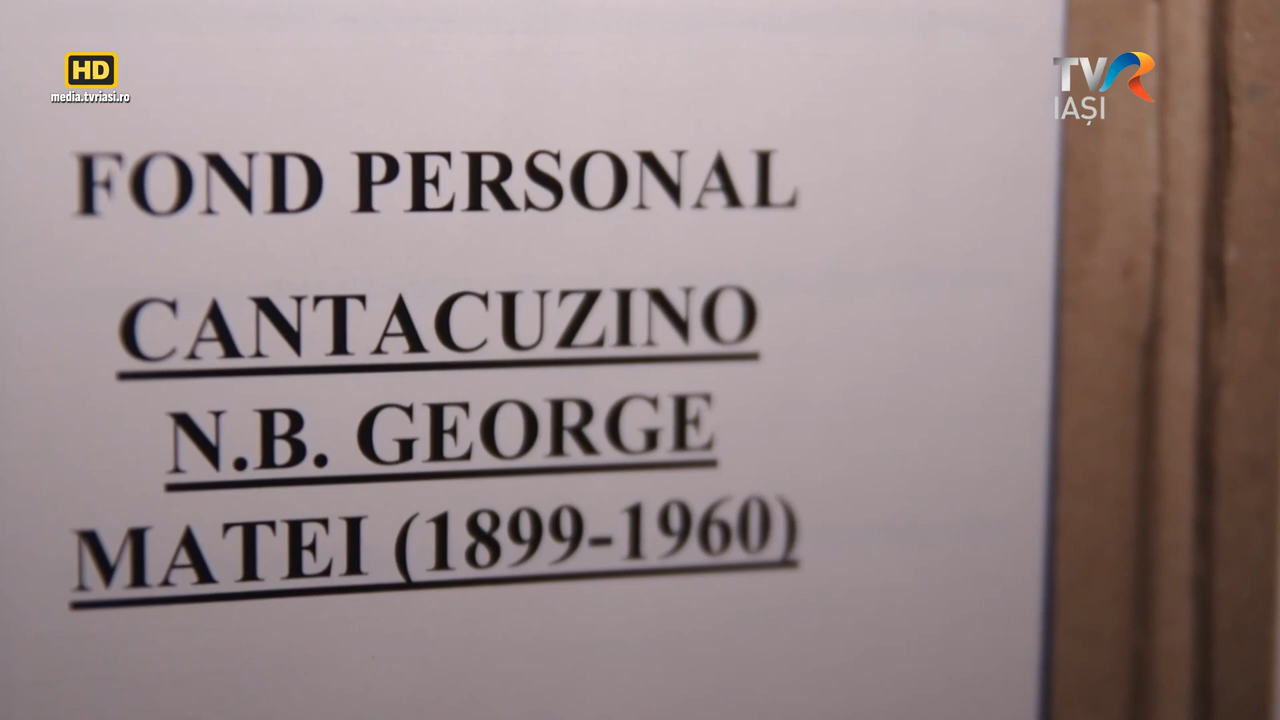 HD
media.tvriasi.ro
TVR
IAȘI
FOND PERSONAL
CANTACUZINO
N.B. GEORGE
MATEI (1899-1960)